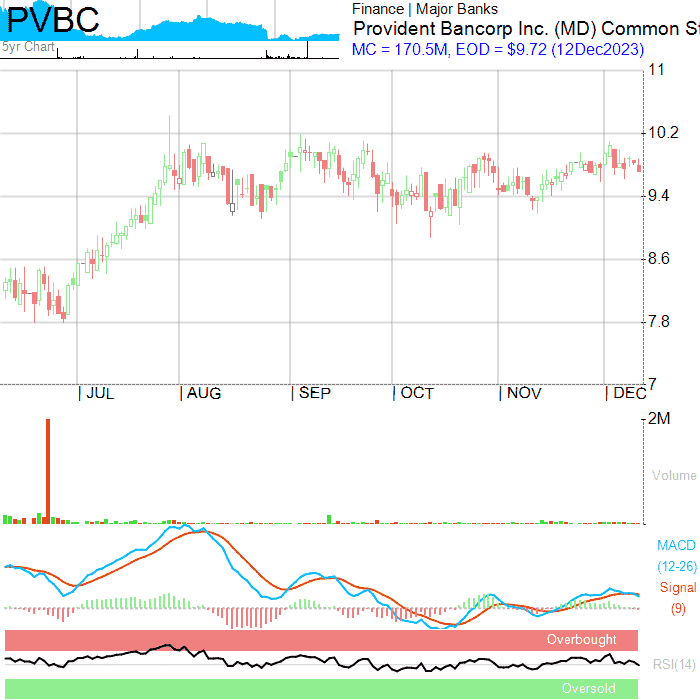 PVBC
5yr Chart
Finance | Major Banks
Provident Bancorp Inc. (MD) Common St
MC = 170.5M, EOD = $9.72 (12Dec2023)
11
10.2
9.4
8.6
7.8
7
|JUL |AUG |SEP |OCT |NOV |DEC
2M
Volume
MACD
(12-26)
Signal
(9)
Overbought
RSI(14)
Oversold